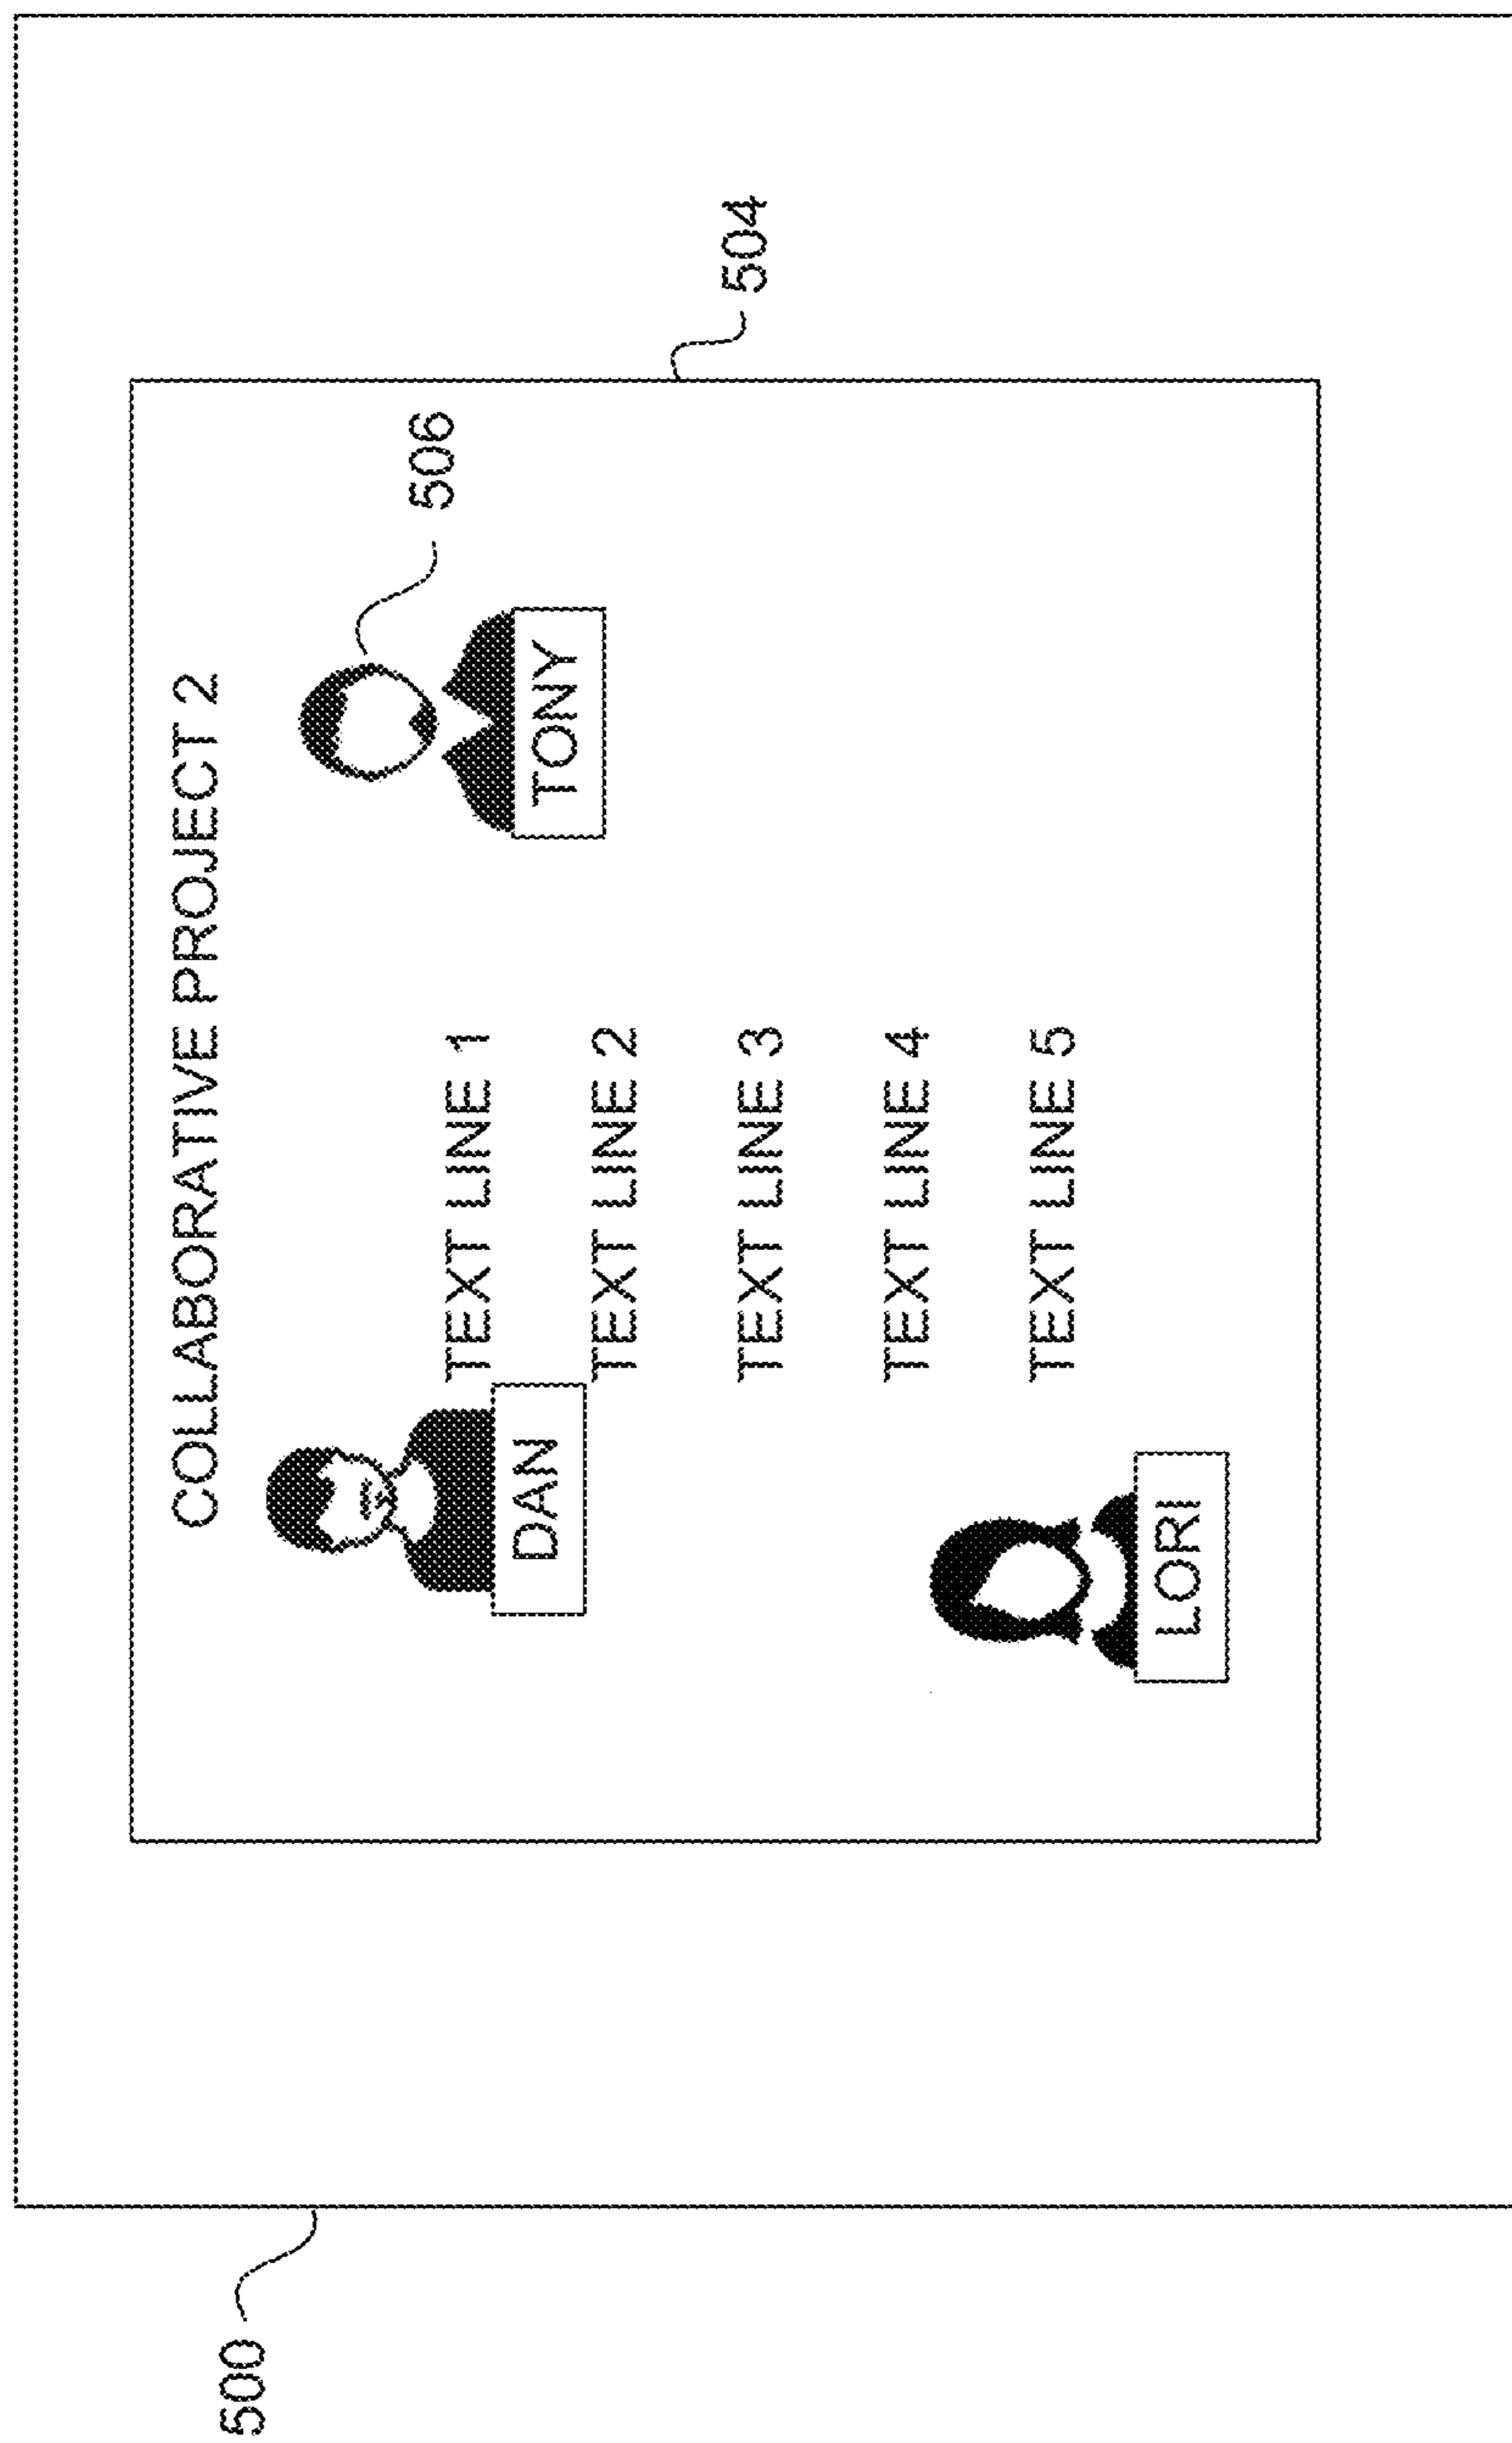 500
COLLABORATIVE PROJECT 2
506
DAN
TEXT LINE 1
TONY
TEXT LINE 2
TEXT LINE 3
504
TEXT LINE 4
TEXT LINE 5
LORI